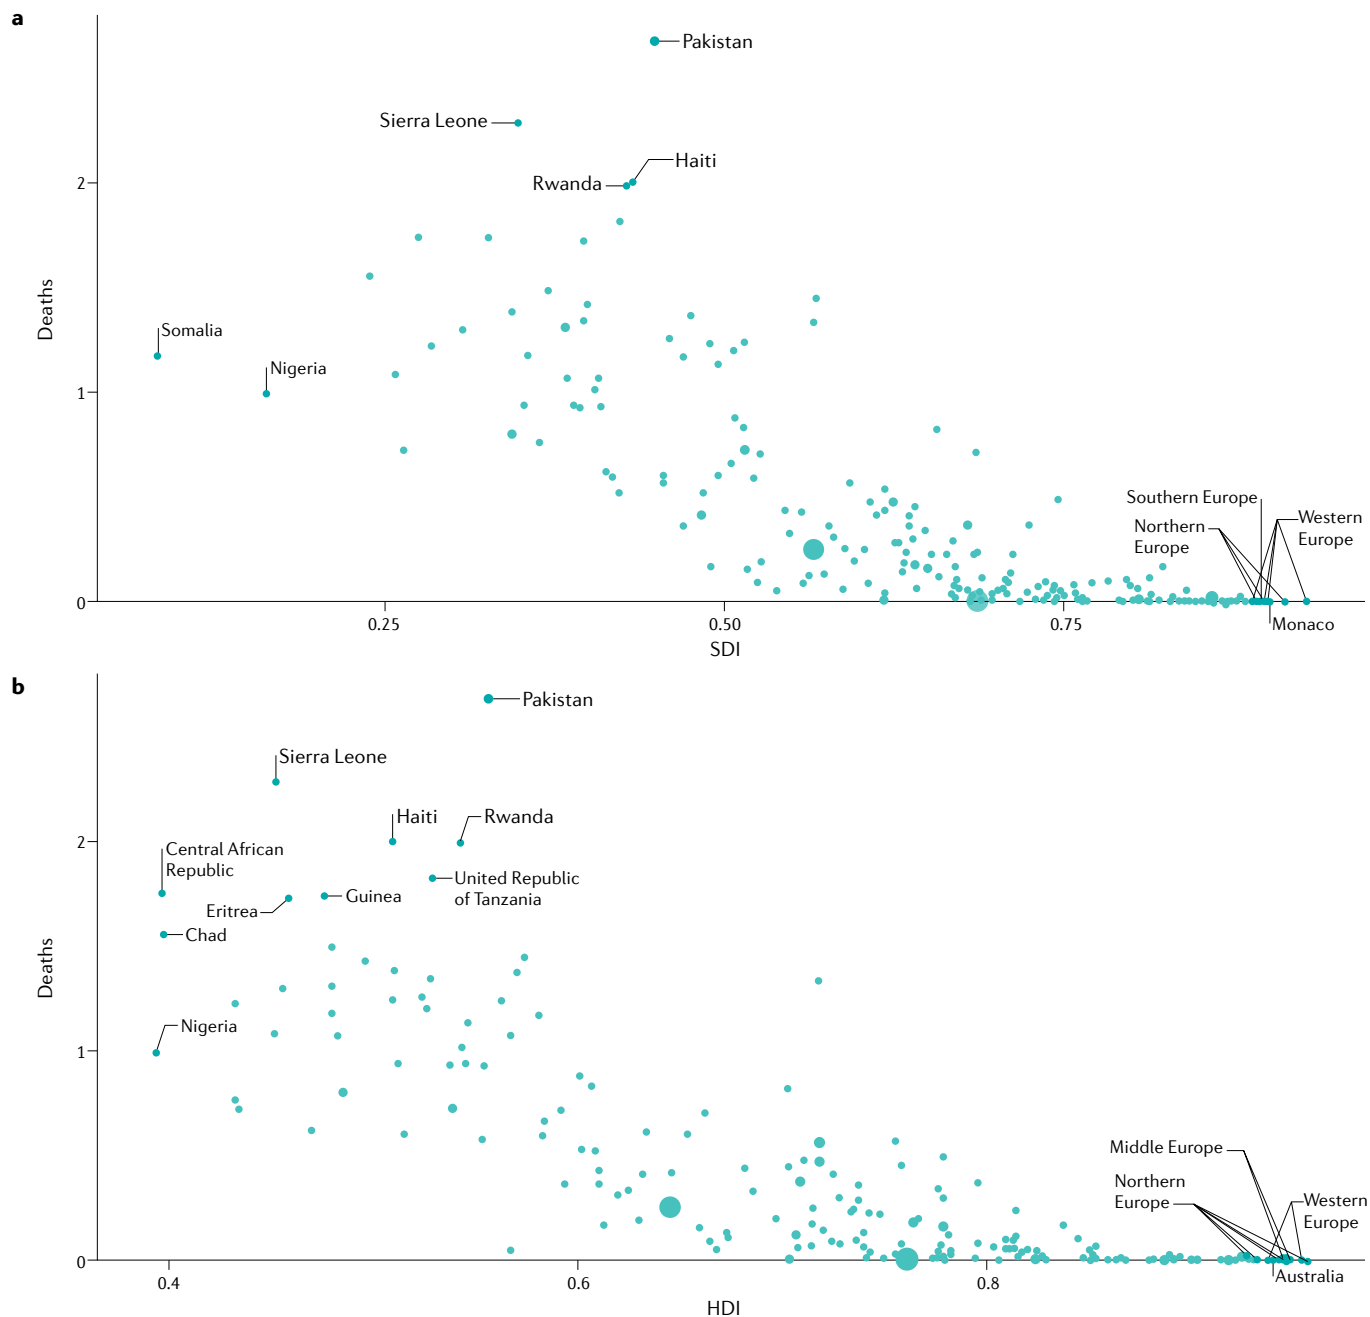 a
Pakistan
Sierra Leone
Haiti
Rwanda
2
Deaths
Somalia
Nigeria
1
Southern Europe
Northern
Europe
Western
Europe
0
0.25
0.50
0.75
Monaco
SDI
b
Pakistan
Sierra Leone
Haiti
Rwanda
2
Central African
Republic
United Republic
of Tanzania
Guinea
Eritrea
Chad
Deaths
Nigeria
1
Middle Europe
Northern
Europe
Western
Europe
0
Australia
0.4
0.6
0.8
HDI